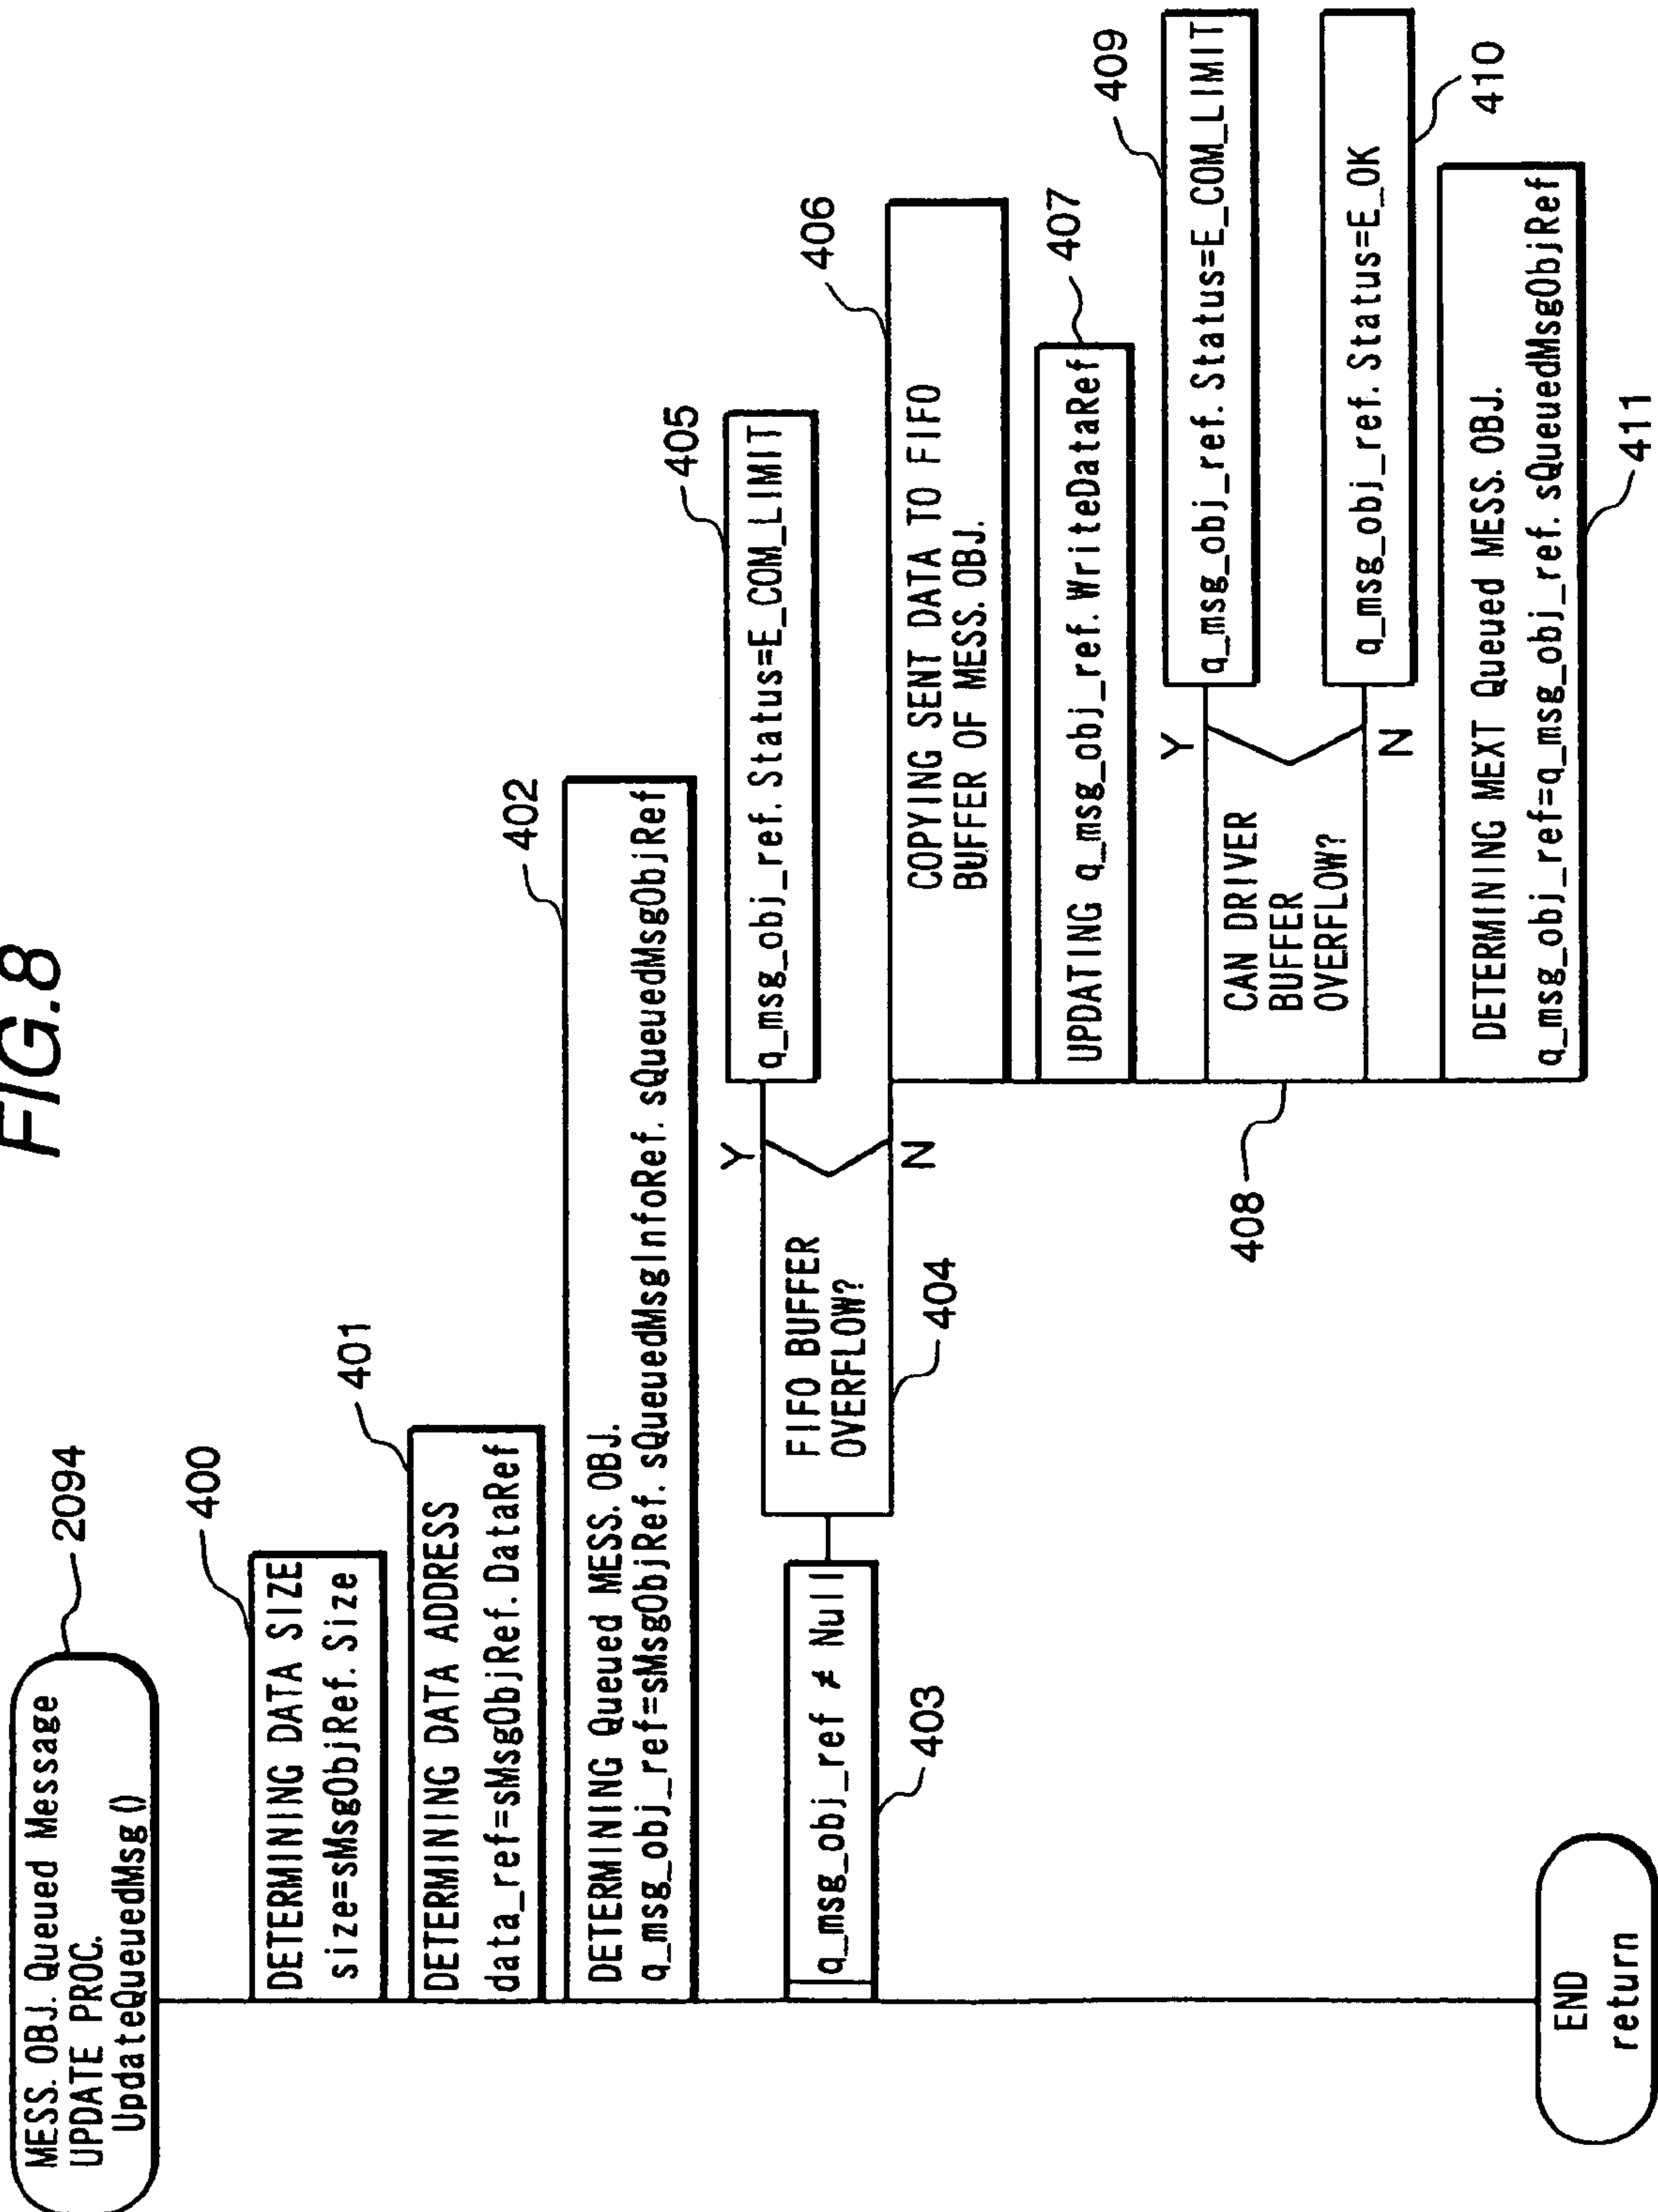 FIG.8
MESS. OBJ. Queued Message
UPDATE PROC.
UpdateQueuedMsg()
2094
DETERMINING DATA SIZE
size=sMsgObjRef.Size
400
DETERMINING DATA ADDRESS
data_ref=sMsgObjRef.DataRef
401
DETERMINING Queued MESS. OBJ.
q_msg_obj_ref=sMsgObjRef.sQueuedMsgInfoRef.sQueuedMsgObjRef
402
q_msg_obj_ref ≠ Null
403
FIFO BUFFER
OVERFLOW?
404
Y
N
q_msg_obj_ref.Status=E_COM_LIMIT
405
COPYING SENT DATA TO FIFO
BUFFER OF MESS. OBJ.
406
UPDATING q_msg_obj_ref.WriteDataRef
407
CAN DRIVER
BUFFER
OVERFLOW?
408
Y
N
q_msg_obj_ref.Status=E_COM_LIMIT
409
q_msg_obj_ref.Status=E_OK
410
DETERMINING MEXT Queued MESS. OBJ.
q_msg_obj_ref=q_msg_obj_ref.sQueuedMsgObjRef
411
END
return